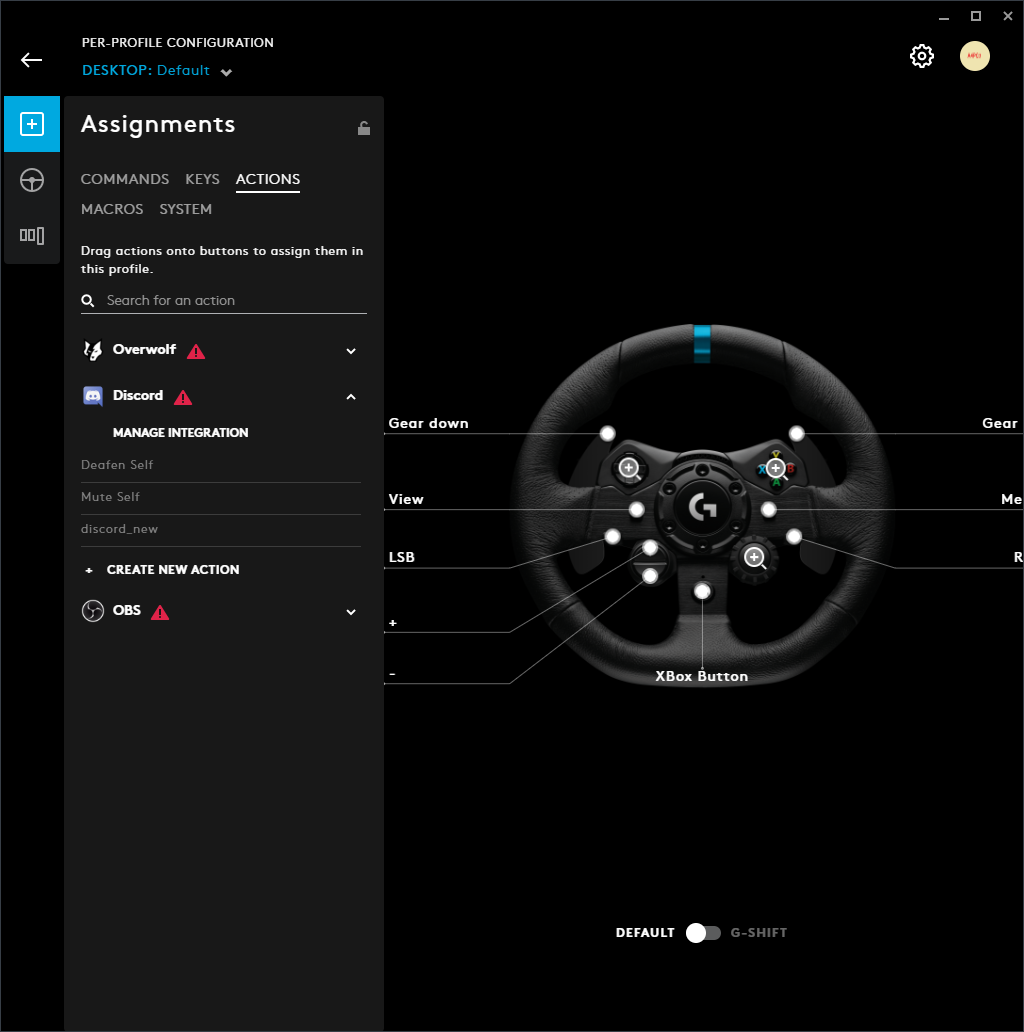 PER-PROFILE CONFIGURATION
DESKTOP: Default
Assignments
COMMANDS KEYS ACTIONS
MACROS SYSTEM
Drag actions onto buttons to assign them in
this profile.
Search for an action
Overwolf
Discord
MANAGE INTEGRATION
Deafen Self
Mute Self
discord_new
+ CREATE NEW ACTION
OBS
Gear down
Gear
View
Me
LSB
R
+
-
XBox Button
Y
X
B
A
DEFAULT G-SHIFT